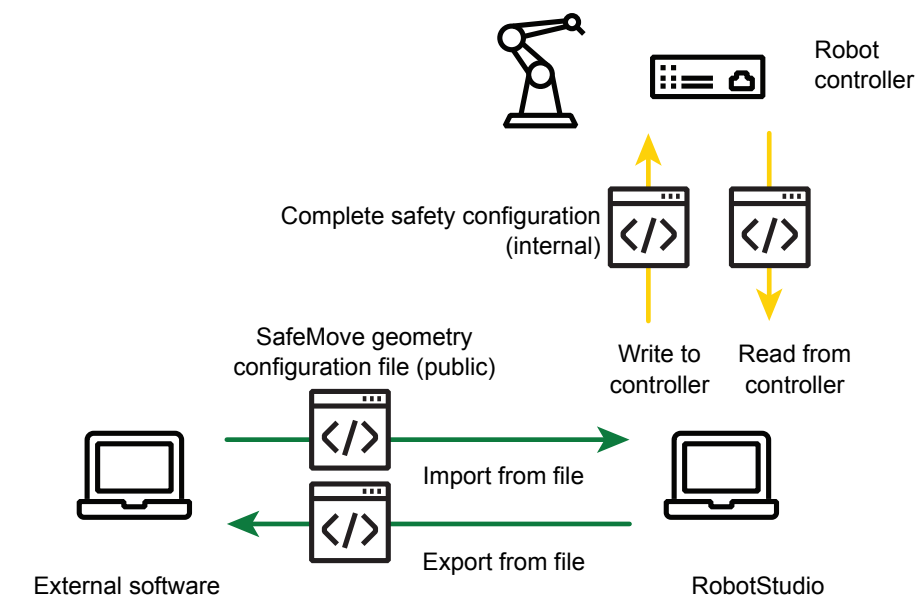 Robot
controller
Complete safety configuration
(internal)
SafeMove geometry
configuration file (public)
Write to
controller
Read from
controller
Import from file
Export from file
External software
RobotStudio